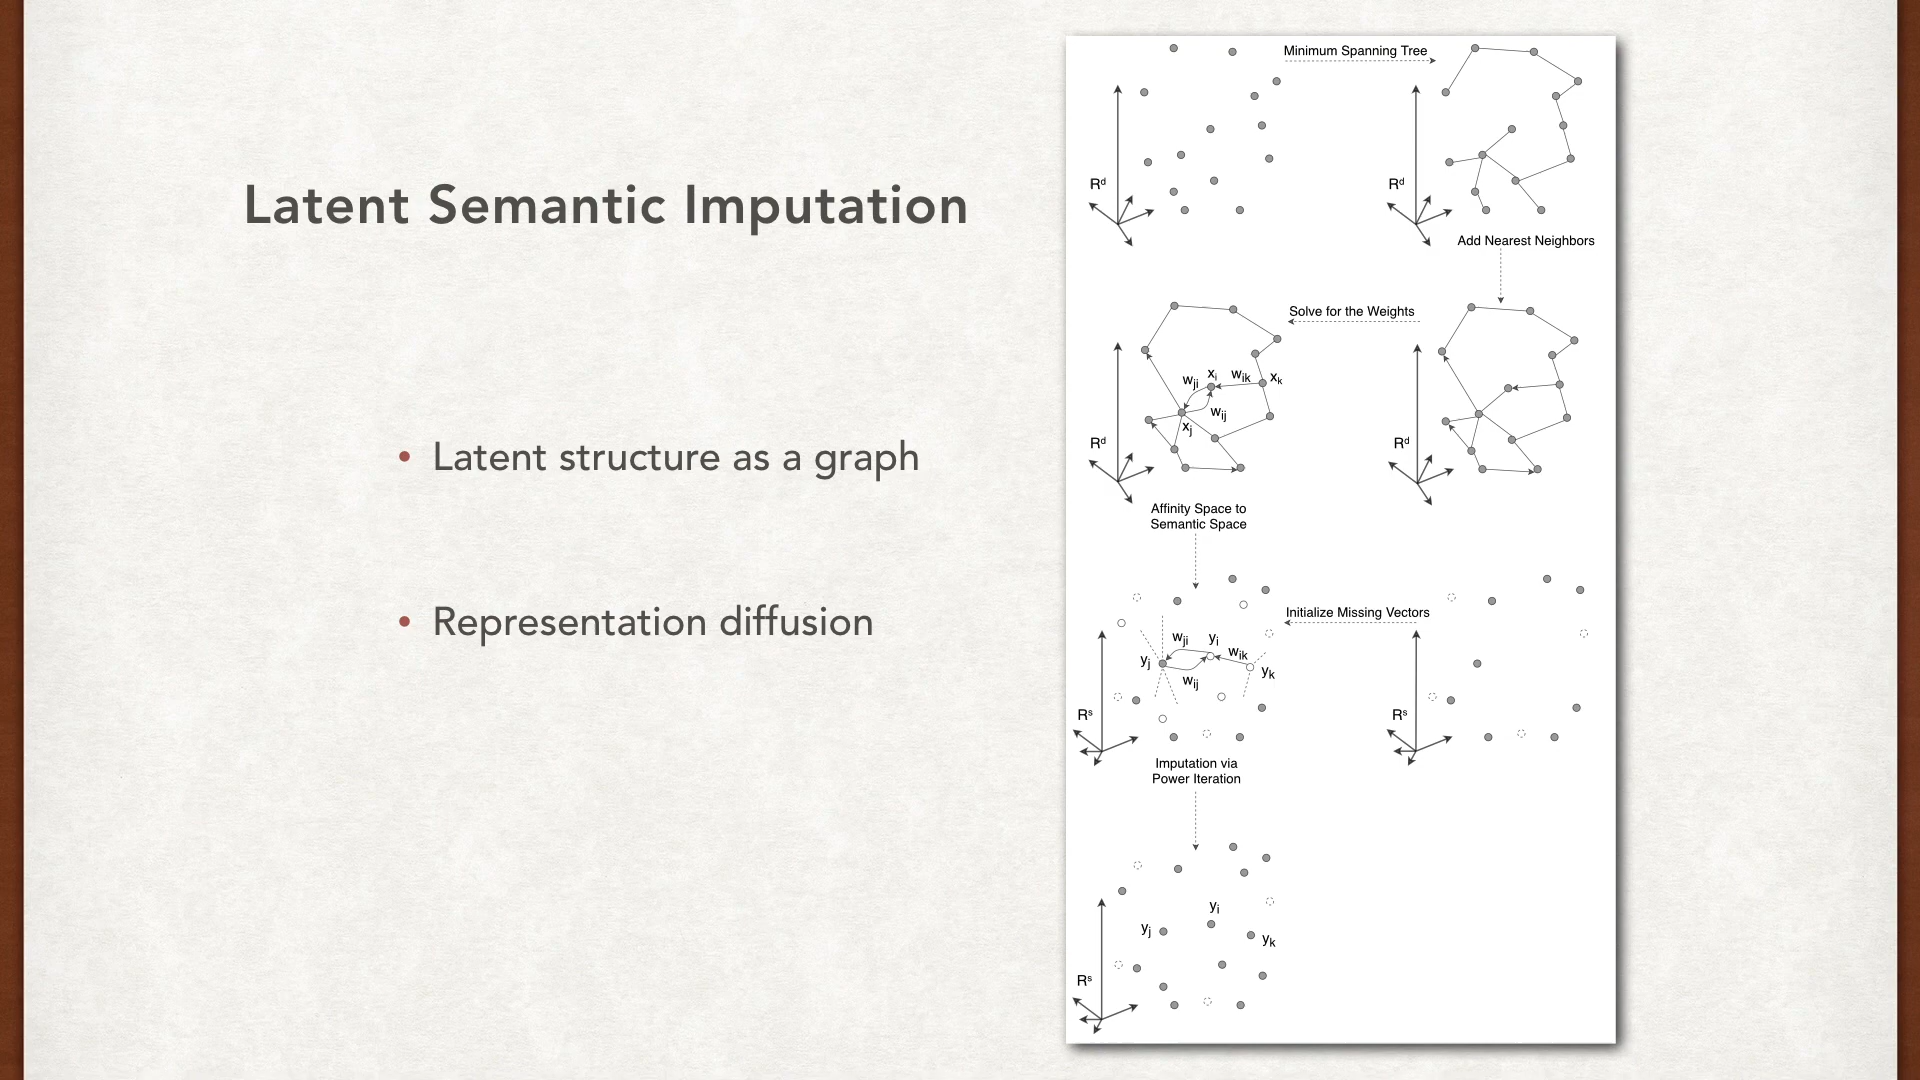 Latent Semantic Imputation
• Latent structure as a graph
• Representation diffusion
Minimum Spanning Tree
Rd
Rd
Add Nearest Neighbors
Solve for the Weights
wji
xi
wik
xk
wij
xj
Rd
Rd
Affinity Space to
Semantic Space
Initialize Missing Vectors
wji
yi
wik
yj
yk
wij
Rs
Rs
Imputation via
Power Iteration
yi
yj
yk
Rs